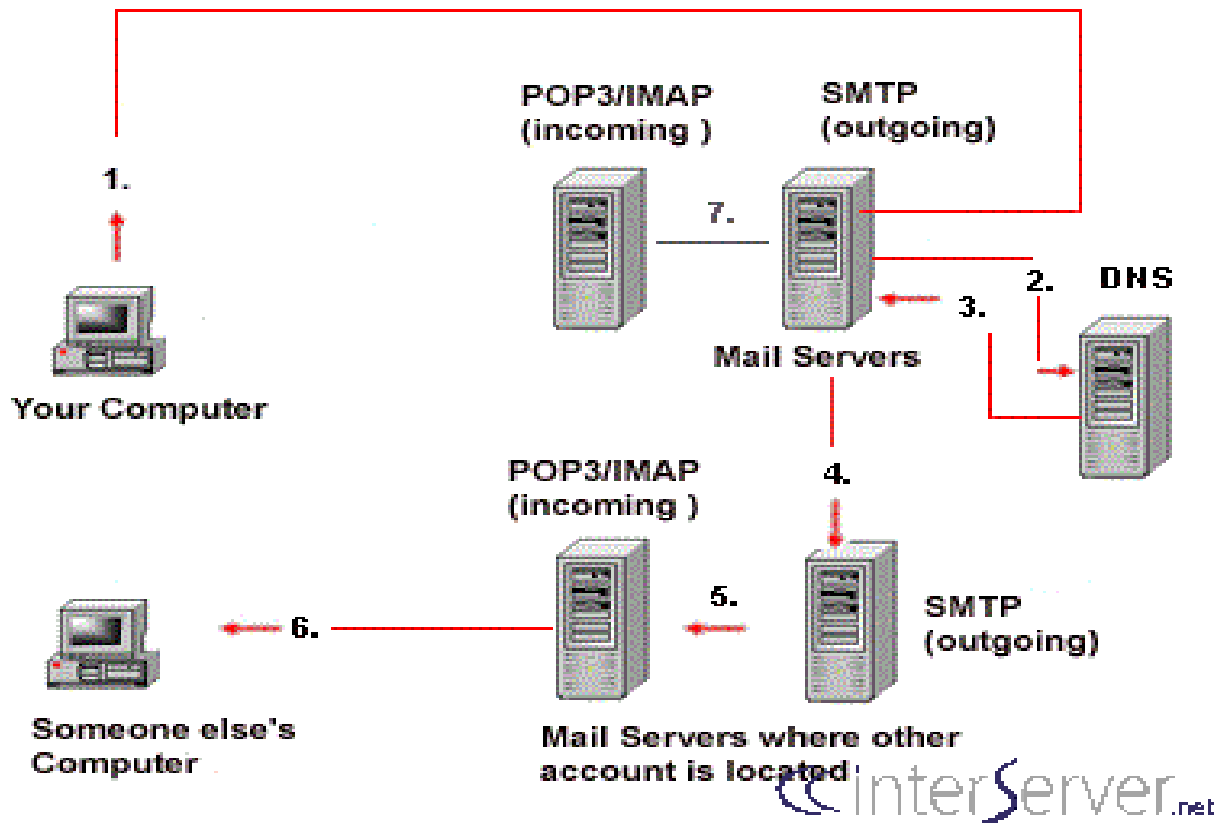 POP3/IMAP
(incoming )
SMTP
(outgoing)
1.
7.
2.
DNS
3.
Mail Servers
Your Computer
POP3/IMAP
(incoming )
4.
5.
SMTP
(outgoing)
6.
Someone else's
Computer
Mail Servers where other
account is located
interServer.net